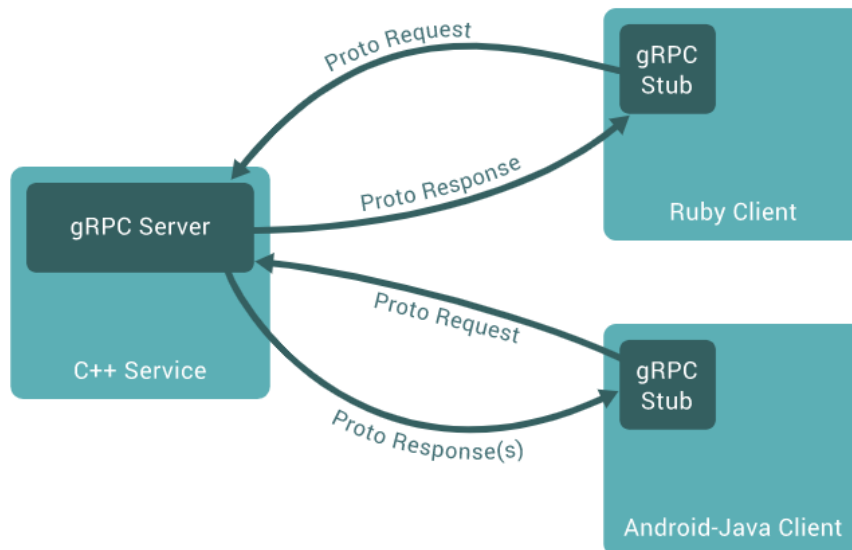 Proto Request
gRPC
Stub
Proto Response
Ruby Client
gRPC Server
C++ Service
Proto Request
gRPC
Stub
Proto Response(s)
Android-Java Client